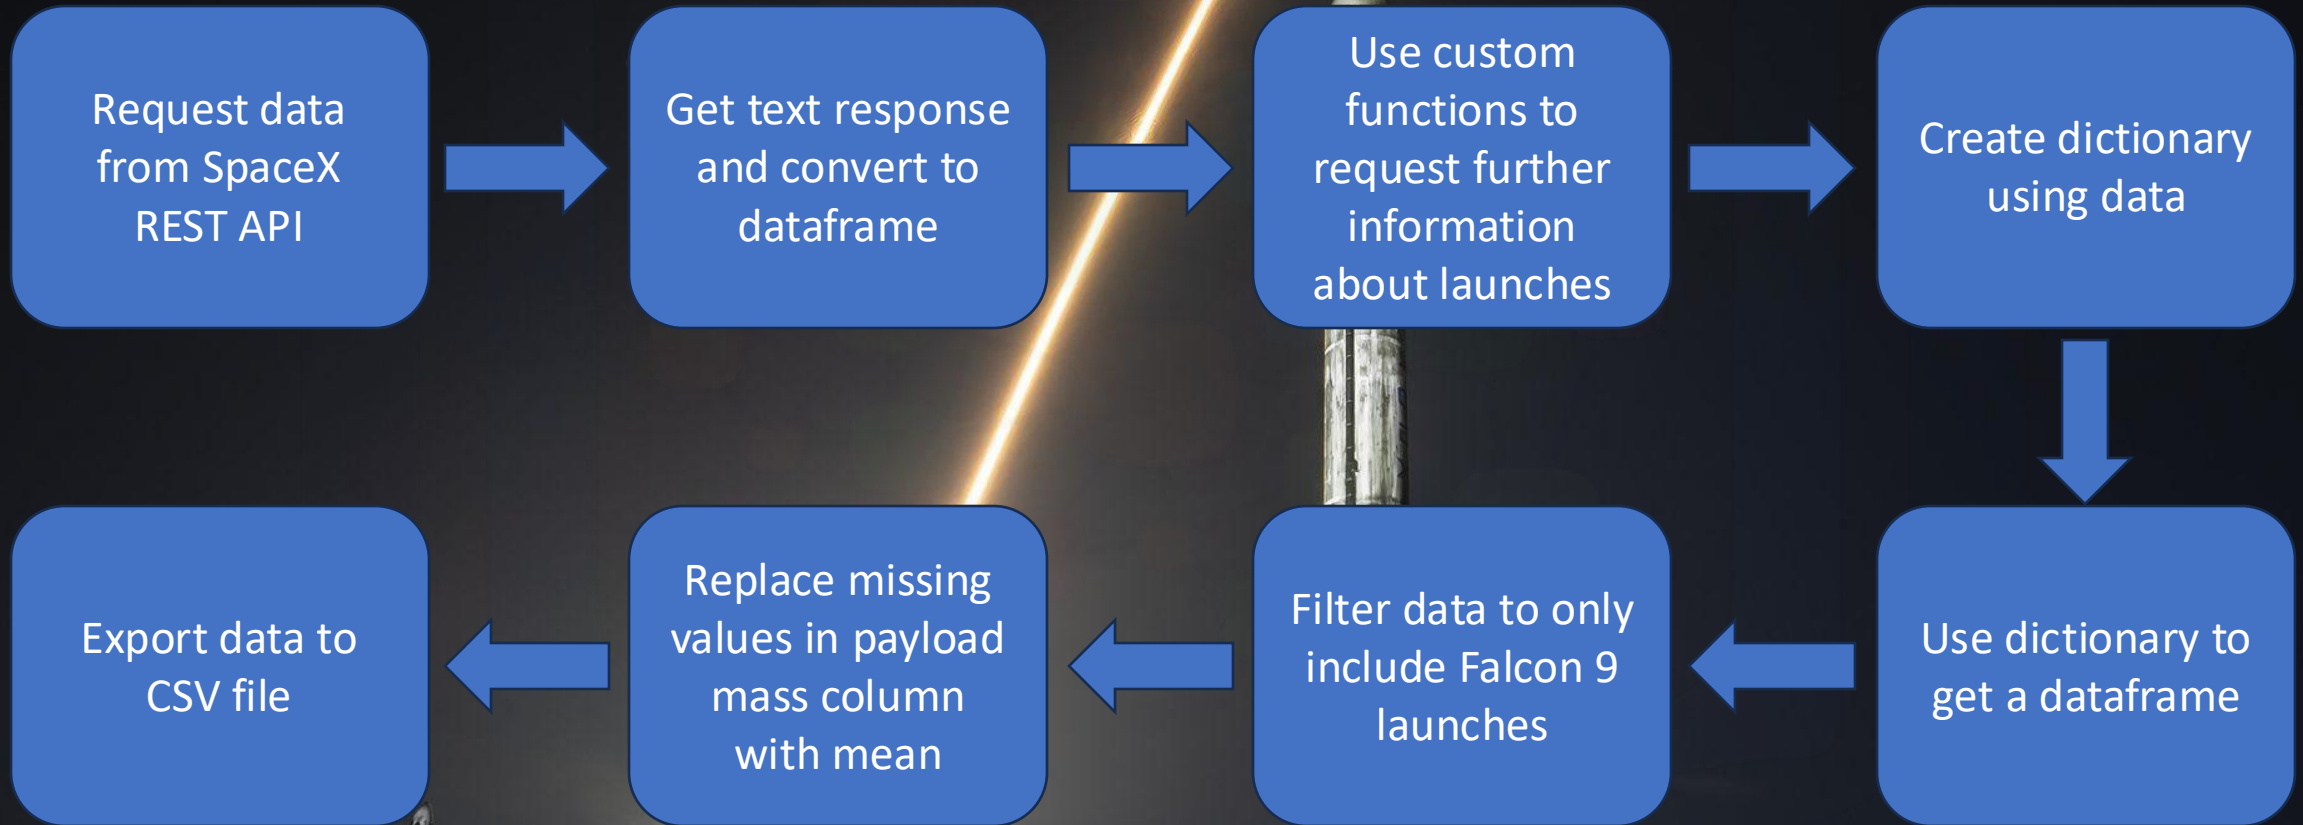 Request data
from SpaceX
REST API
Get text response
and convert to
dataframe
Use custom
functions to
request further
information
about launches
Create dictionary
using data
Use dictionary to
get a dataframe
Filter data to only
include Falcon 9
launches
Replace missing
values in payload
mass column
with mean
Export data to
CSV file